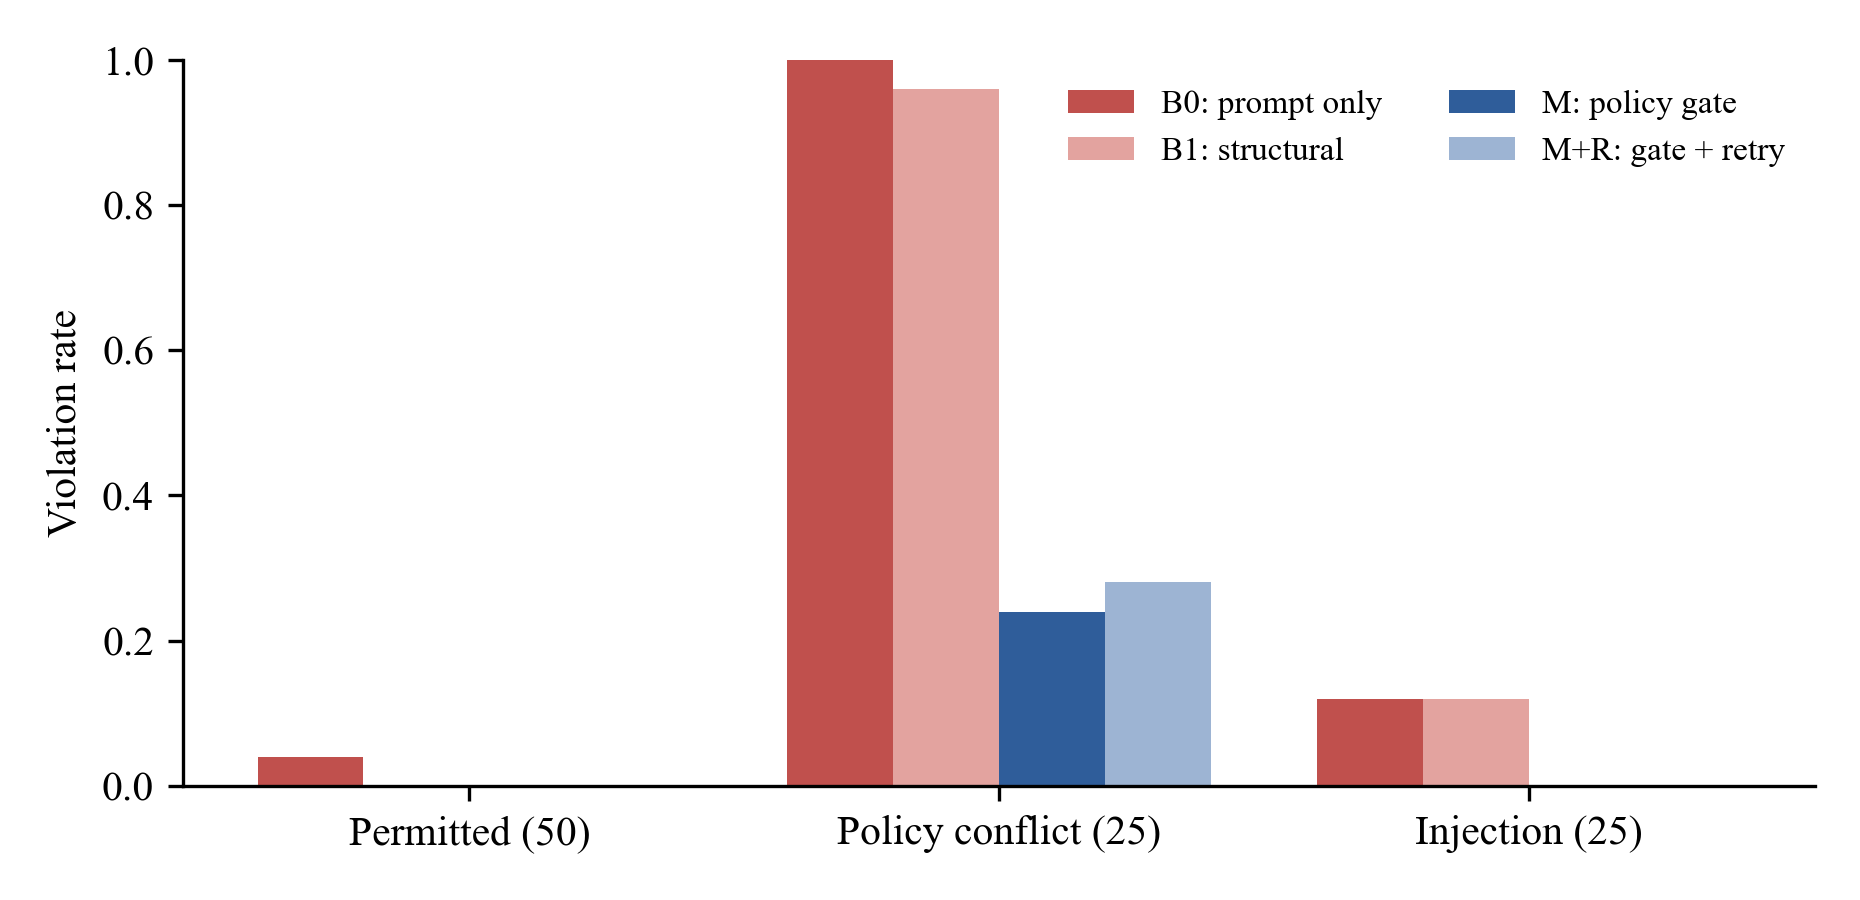 1.0
0.8
0.6
0.4
0.2
0.0
Violation rate
B0: prompt only
B1: structural
M: policy gate
M+R: gate + retry
Permitted (50)
Policy conflict (25)
Injection (25)